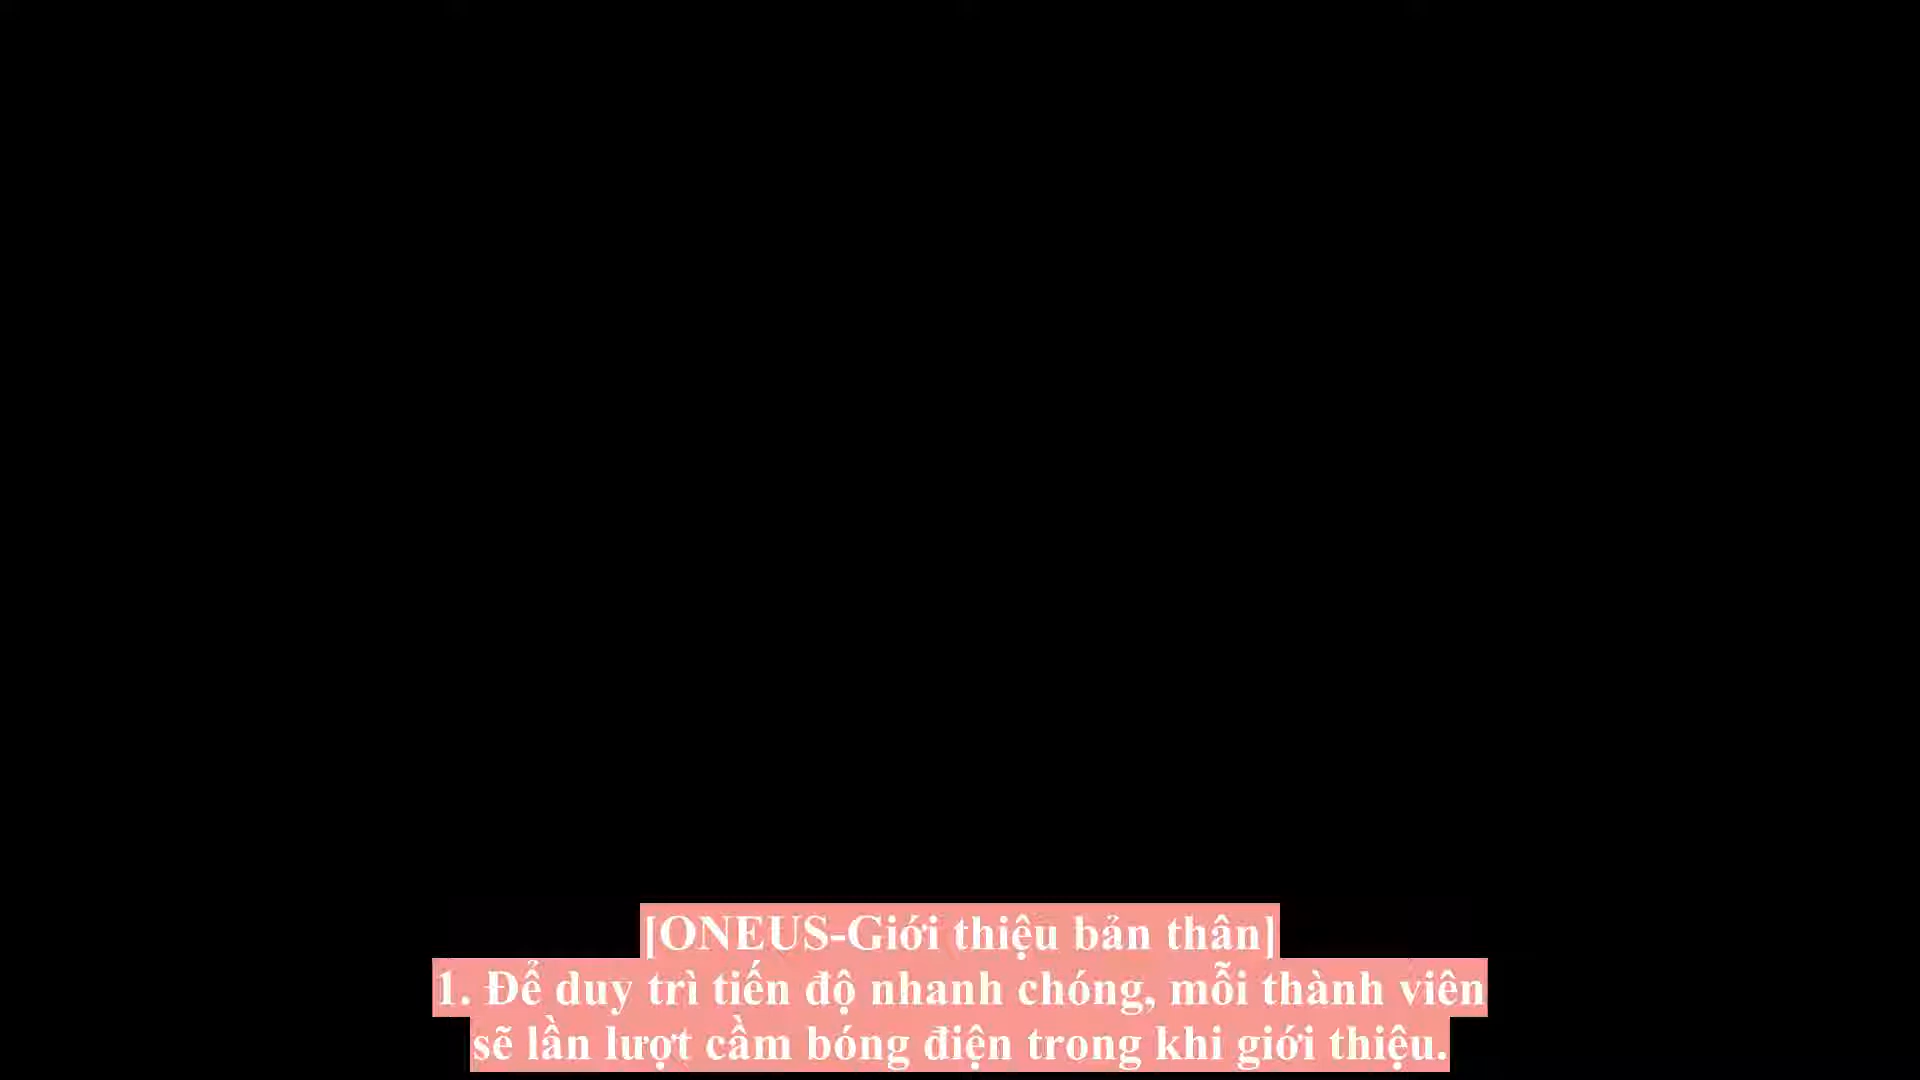 [ONEUS-Giới thiệu bản thân]
1. Để duy trì tiến độ nhanh chóng, mỗi thành viên
sẽ lần lượt cầm bóng điện trong khi giới thiệu.